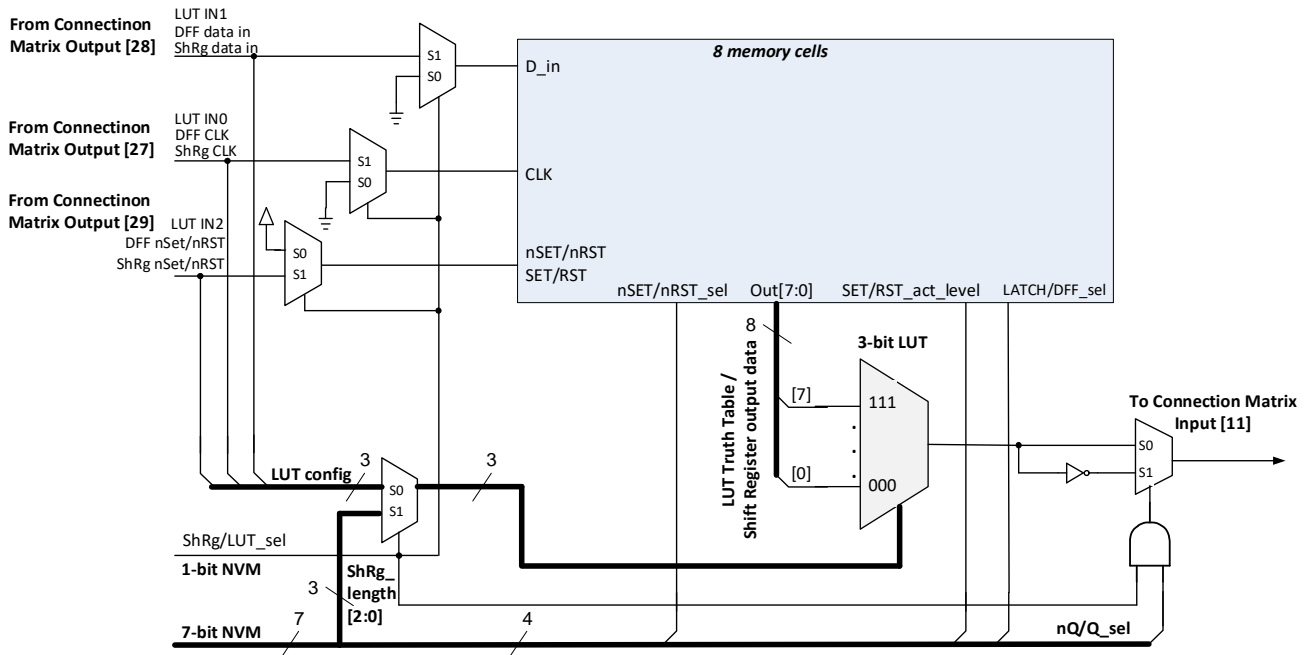 From Connectinon
Matrix Output [28]
LUT IN1
DFF data in
ShRg data in
S1
S0
D_in
8 memory cells
From Connectinon
Matrix Output [27]
LUT IN0
DFF CLK
ShRg CLK
S1
S0
CLK
From Connectinon
Matrix Output [29]
LUT IN2
DFF nSet/nRST
ShRg nSet/nRST
S0
S1
nSET/nRST
SET/RST
nSET/nRST_sel
Out[7:0]
SET/RST_act_level
LATCH/DFF_sel
8
3-bit LUT
LUT Truth Table /
Shift Register output data
[7]
111
[0]
000
To Connection Matrix
Input [11]
S0
S1
LUT config
3
S0
S1
3
ShRg/LUT_sel
1-bit NVM
3
ShRg_
length
[2:0]
7-bit NVM
7
4
nQ/Q_sel